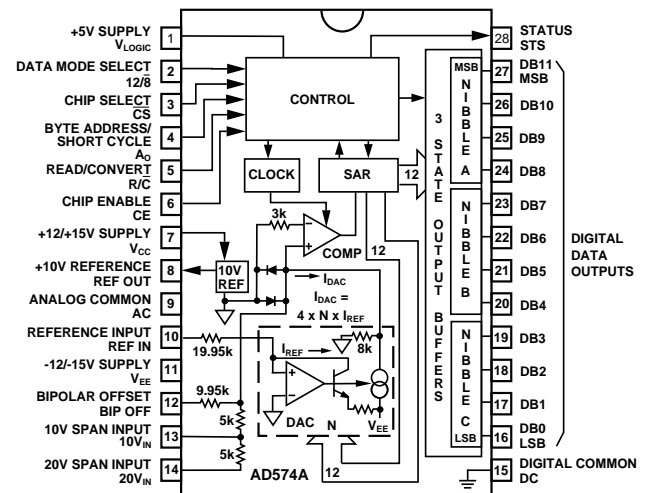 +5V SUPPLY
VLOGIC
1
DATA MODE SELECT
12/8̅
2
CHIP SELECT
C̅S̅
3
BYTE ADDRESS/
SHORT CYCLE
AO
4
READ/CONVERT
R/C̅
5
CHIP ENABLE
CE
6
+12/+15V SUPPLY
VCC
7
+10V REFERENCE
REF OUT
8
ANALOG COMMON
AC
9
REFERENCE INPUT
REF IN
10
-12/-15V SUPPLY
VEE
11
BIPOLAR OFFSET
BIP OFF
12
10V SPAN INPUT
10VIN
13
20V SPAN INPUT
20VIN
14
CONTROL
CLOCK
SAR
12
3k
COMP
12
10V
REF
IDAC
IDAC =
4 x N x IREF
19.95k
IREF
8k
9.95k
5k
5k
DAC
N
VEE
AD574A
12
3 STATE OUTPUT BUFFERS
MSB
NIBBLE A
NIBBLE B
NIBBLE C
LSB
28
STATUS
STS
27
DB11
MSB
26
DB10
25
DB9
24
DB8
23
DB7
22
DB6
21
DB5
20
DB4
19
DB3
18
DB2
17
DB1
16
DB0
LSB
15
DIGITAL COMMON
DC
DIGITAL
DATA
OUTPUTS